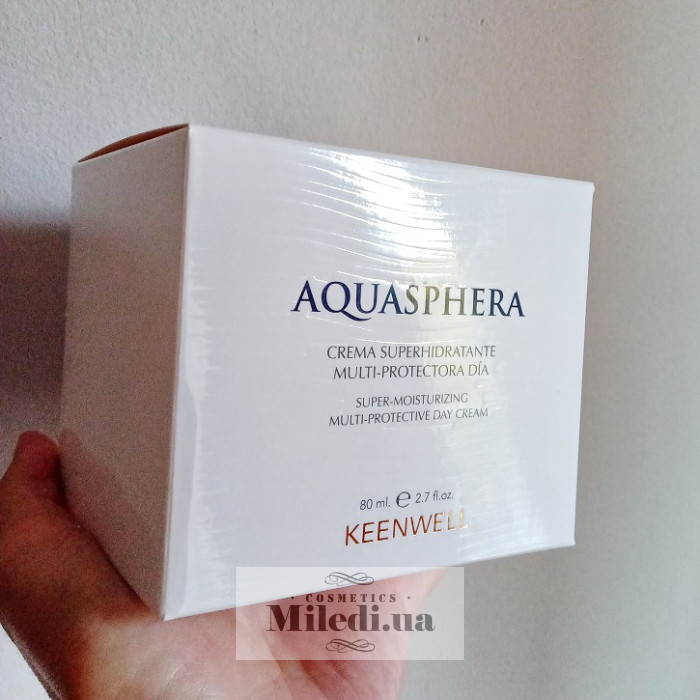 AQUASPHERA
CREMA SUPERHIDRATANTE
MULTI-PROTECTORA DÍA
SUPER-MOISTURIZING
MULTI-PROTECTIVE DAY CREAM
80 ml. e 2.7 fl.oz.
KEENWELL
· COSMETICS ·
Miledi.ua